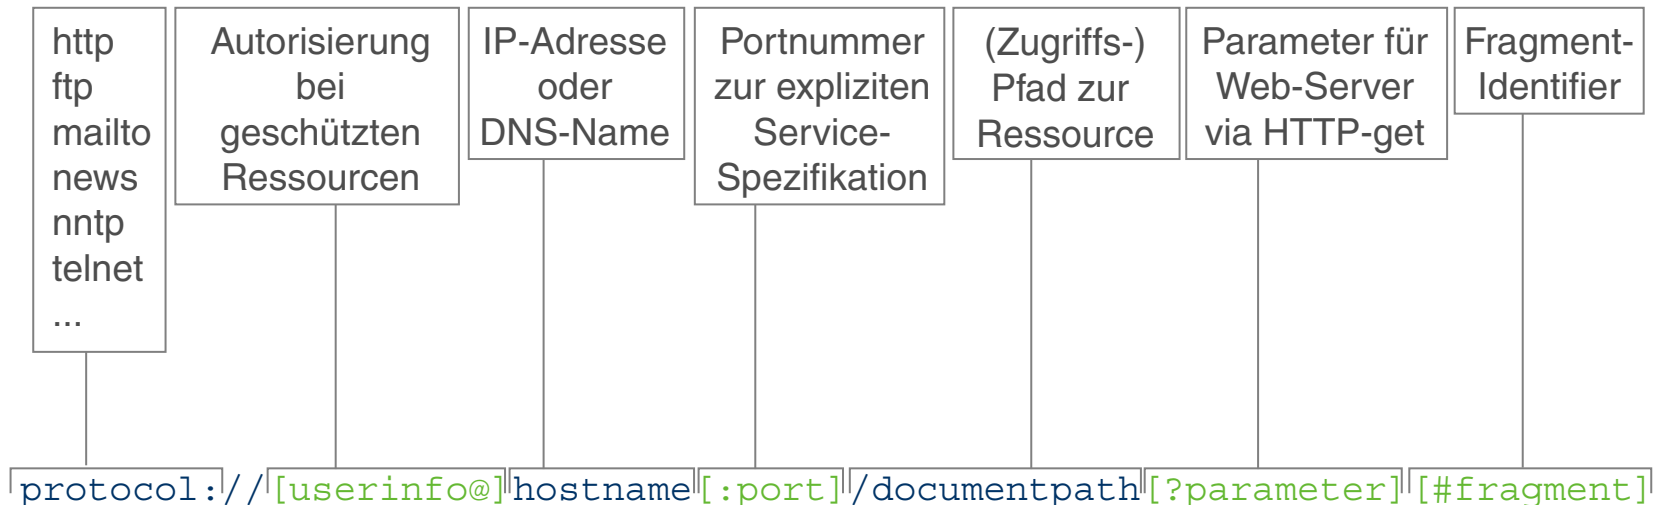 http
ftp
mailto
news
nntp
telnet
...
Autorisierung
bei
geschützten
Ressourcen
IP-Adresse
oder
DNS-Name
Portnummer
zur expliziten
Service-
Spezifikation
(Zugriffs-)
Pfad zur
Ressource
Parameter für
Web-Server
via HTTP-get
Fragment-
Identifier
protocol://[userinfo@]hostname[:port]/documentpath[?parameter][#fragment]